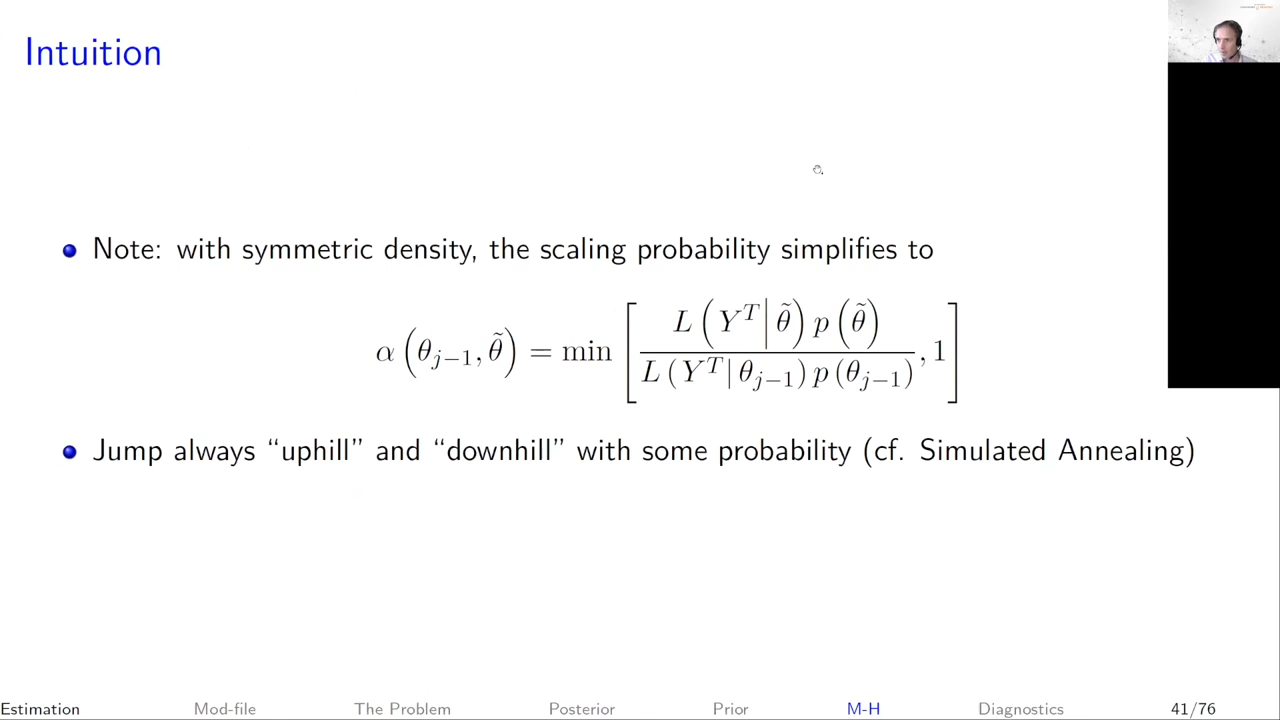 Intuition
Note: with symmetric density, the scaling probability simplifies to
α (θ_{j−1}, θ̃) = min [ L (Y^T | θ̃) p (θ̃) / L (Y^T | θ_{j−1}) p (θ_{j−1}) , 1 ]
Jump always “uphill” and “downhill” with some probability (cf. Simulated Annealing)
Estimation Mod-file The Problem Posterior Prior M-H Diagnostics 41/76